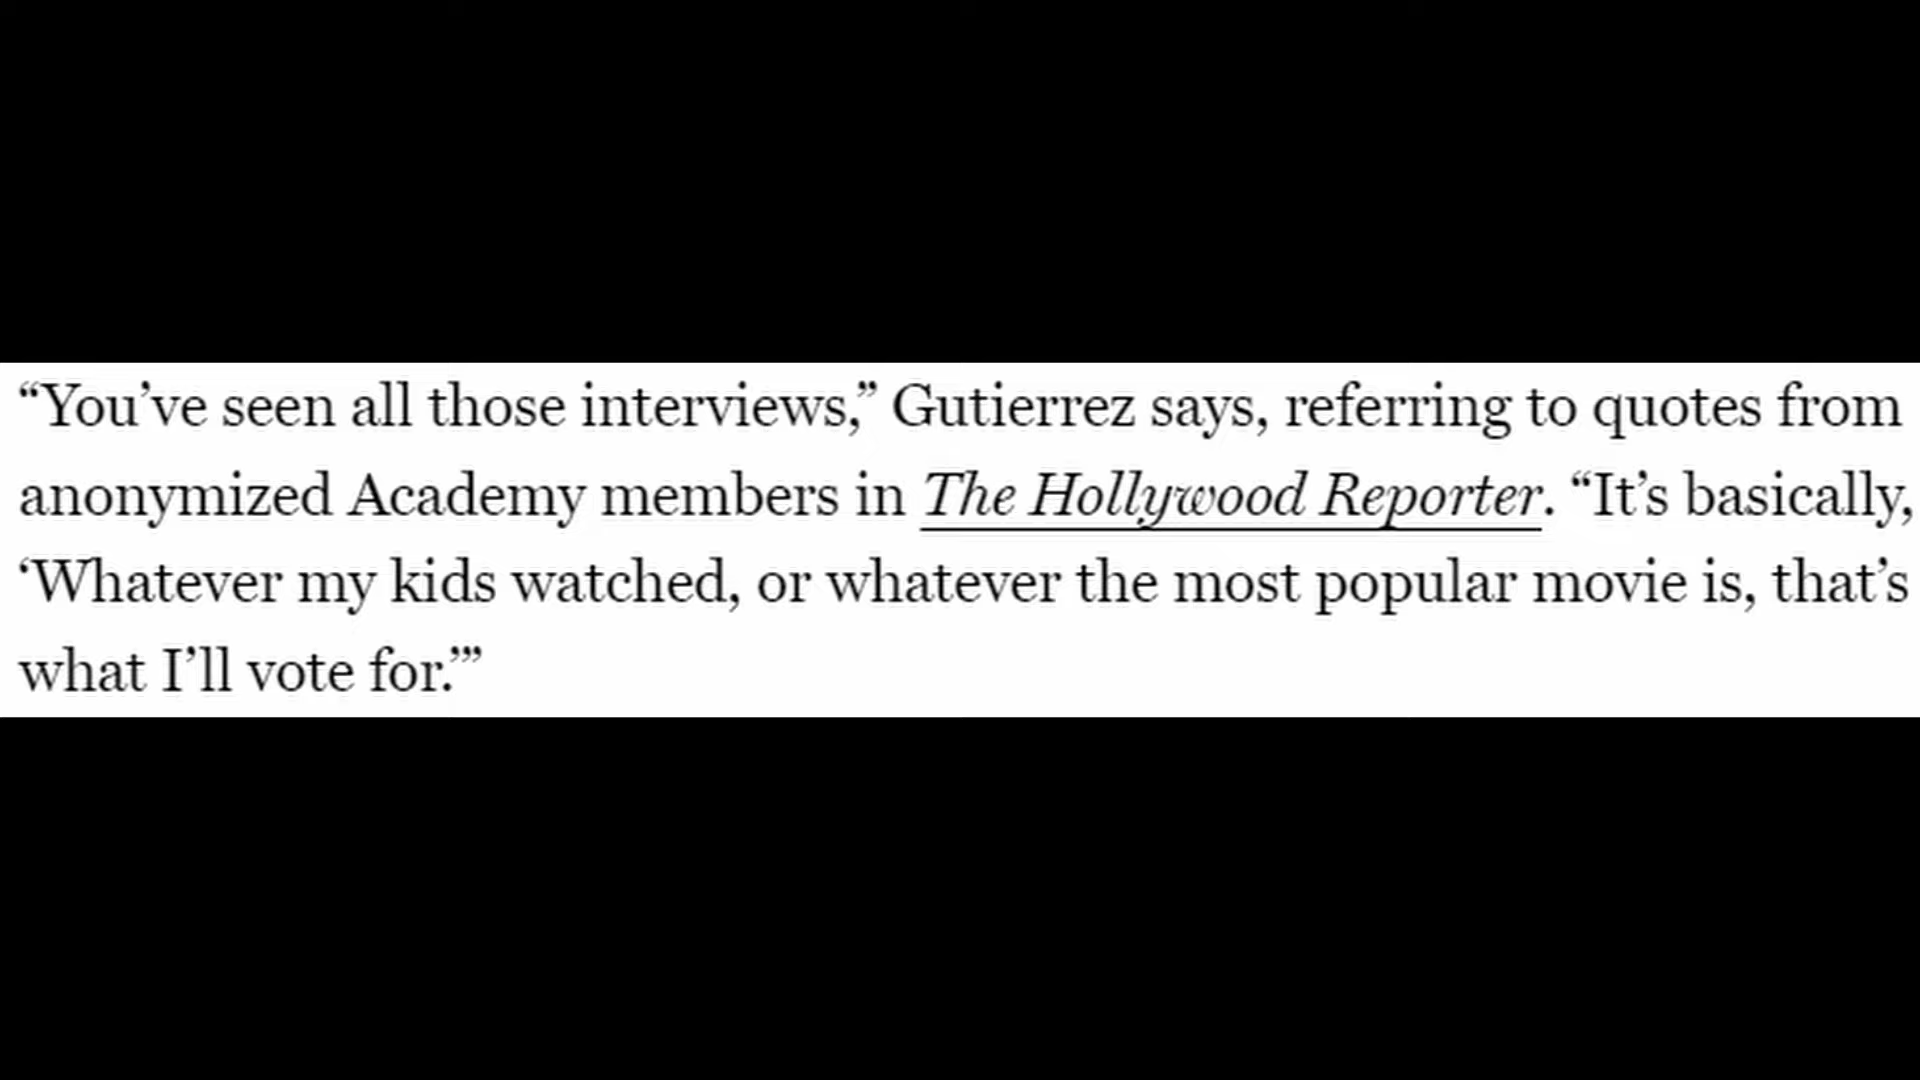 “You’ve seen all those interviews,” Gutierrez says, referring to quotes from
anonymized Academy members in The Hollywood Reporter. “It’s basically,
‘Whatever my kids watched, or whatever the most popular movie is, that’s
what I’ll vote for.’”